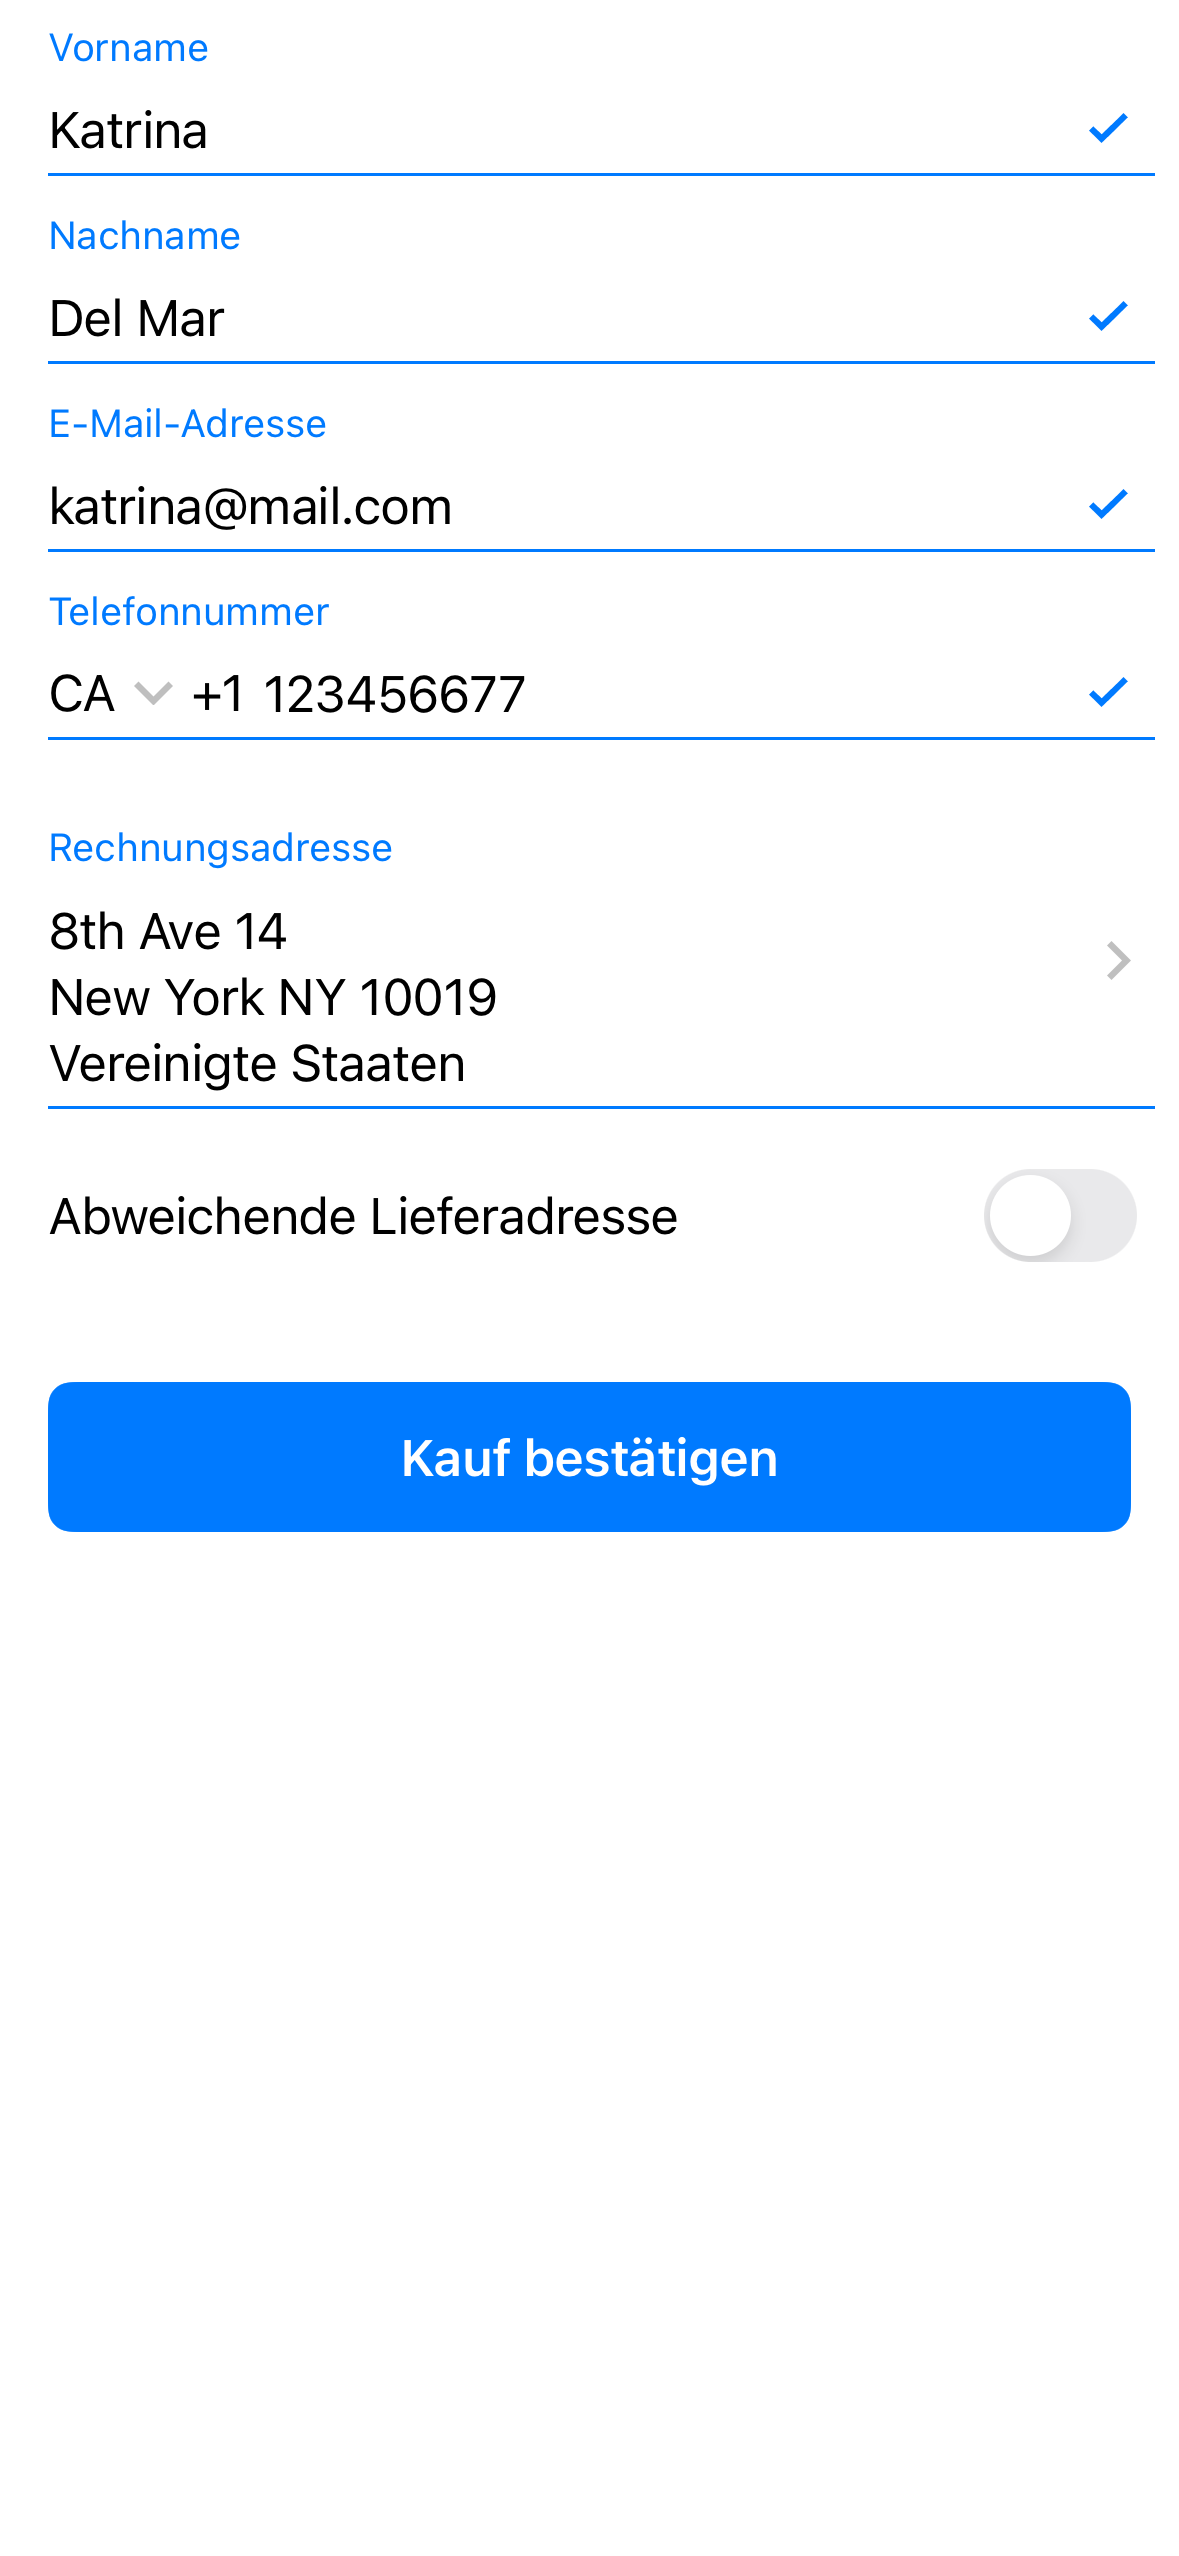 Vorname
Katrina
Nachname
Del Mar
E-Mail-Adresse
katrina@mail.com
Telefonnummer
CA +1 123456677
Rechnungsadresse
8th Ave 14
New York NY 10019
Vereinigte Staaten
Abweichende Lieferadresse
Kauf bestätigen